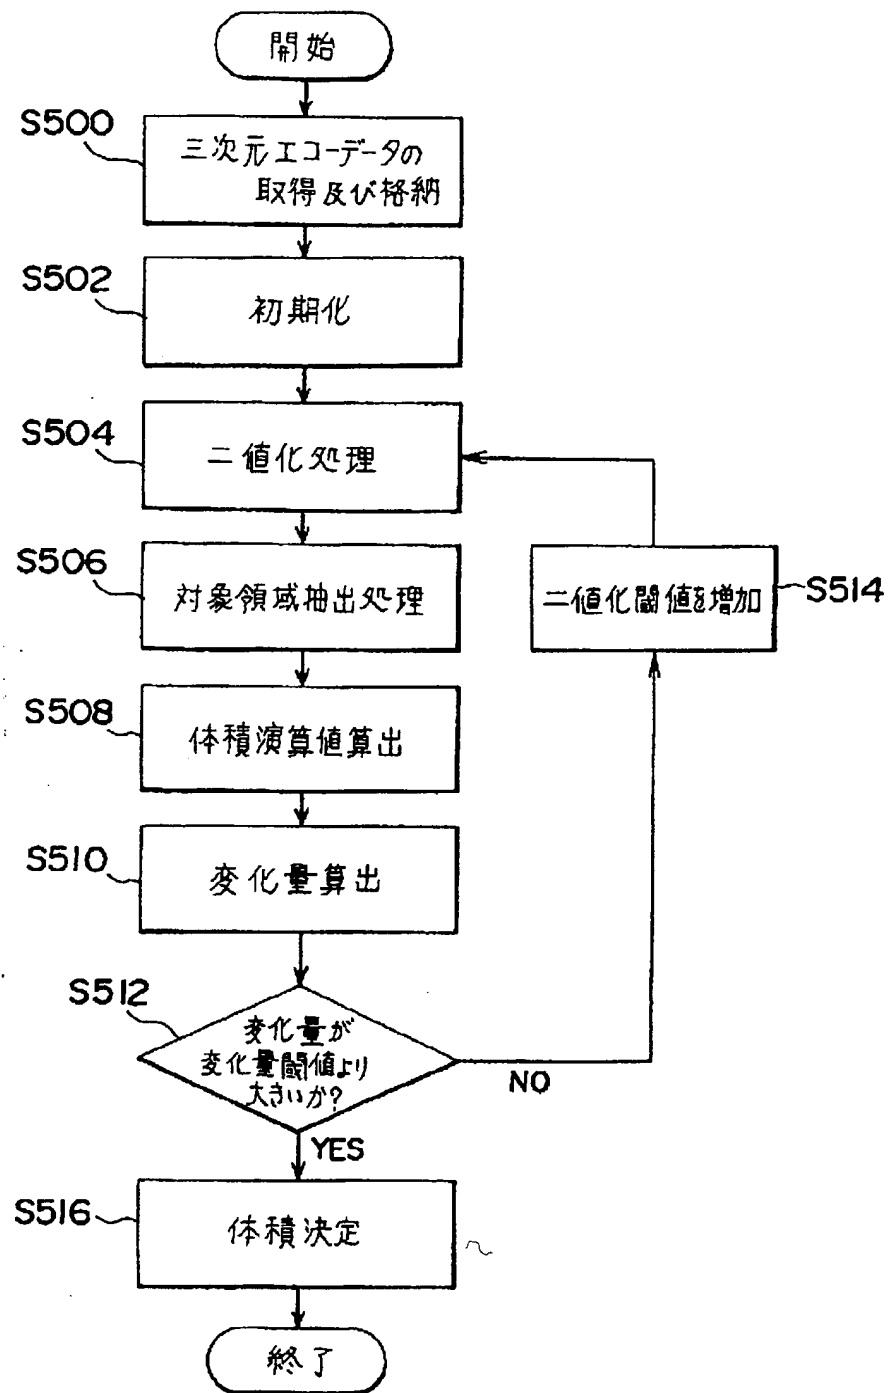 開始
S500
三次元エコーデータの
取得及び格納
S502
初期化
S504
二値化処理
S506
対象領域抽出処理
S514
二値化閾値を増加
S508
体積演算値算出
S510
変化量算出
S512
変化量が
変化量閾値より
大きいか?
NO
YES
S516
体積決定
終了